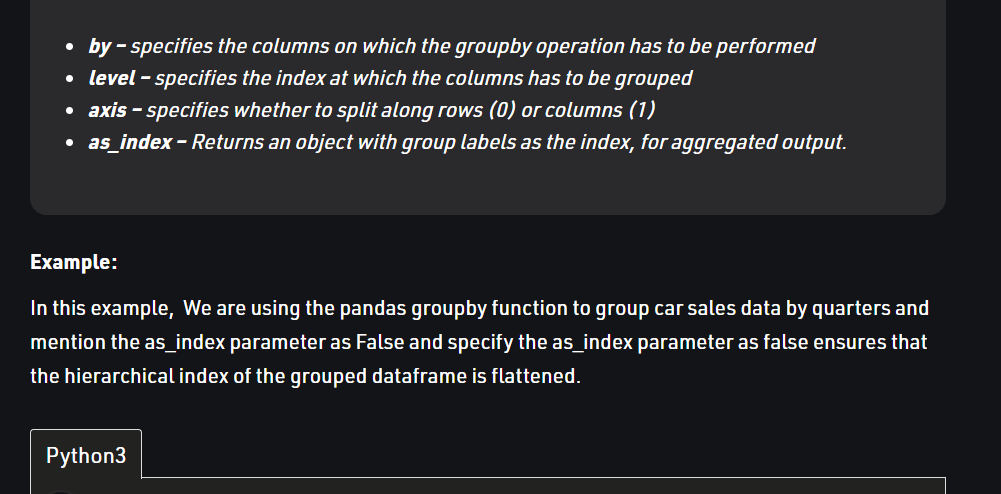 • by – specifies the columns on which the groupby operation has to be performed
• level – specifies the index at which the columns has to be grouped
• axis – specifies whether to split along rows (0) or columns (1)
• as_index – Returns an object with group labels as the index, for aggregated output.
Example:
In this example,  We are using the pandas groupby function to group car sales data by quarters and
mention the as_index parameter as False and specify the as_index parameter as false ensures that
the hierarchical index of the grouped dataframe is flattened.
Python3